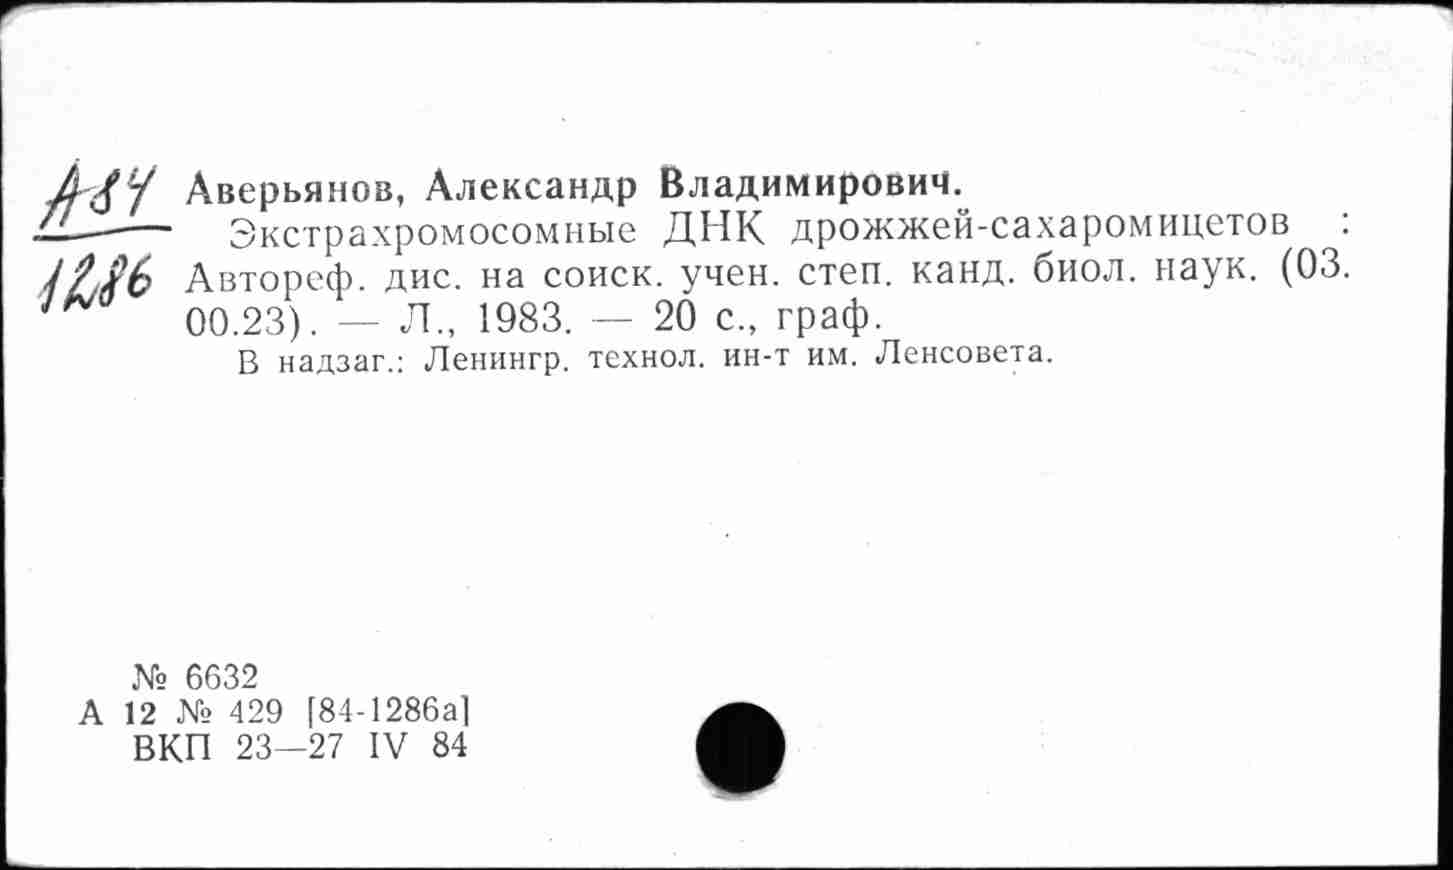 А84 Аверьянов, Александр Владимирович.
Экстрахромосомные ДНК дрожжей-сахаромицетов :
1286 Автореф. дис. на соиск. учен. степ. канд. биол. наук. (03.
00.23). — Л., 1983. — 20 с., граф.
В надзаг.: Ленингр. технол. ин-т им. Ленсовета.
№ 6632
А 12 № 429 [84-1286а]
ВКП 23—27 IV 84